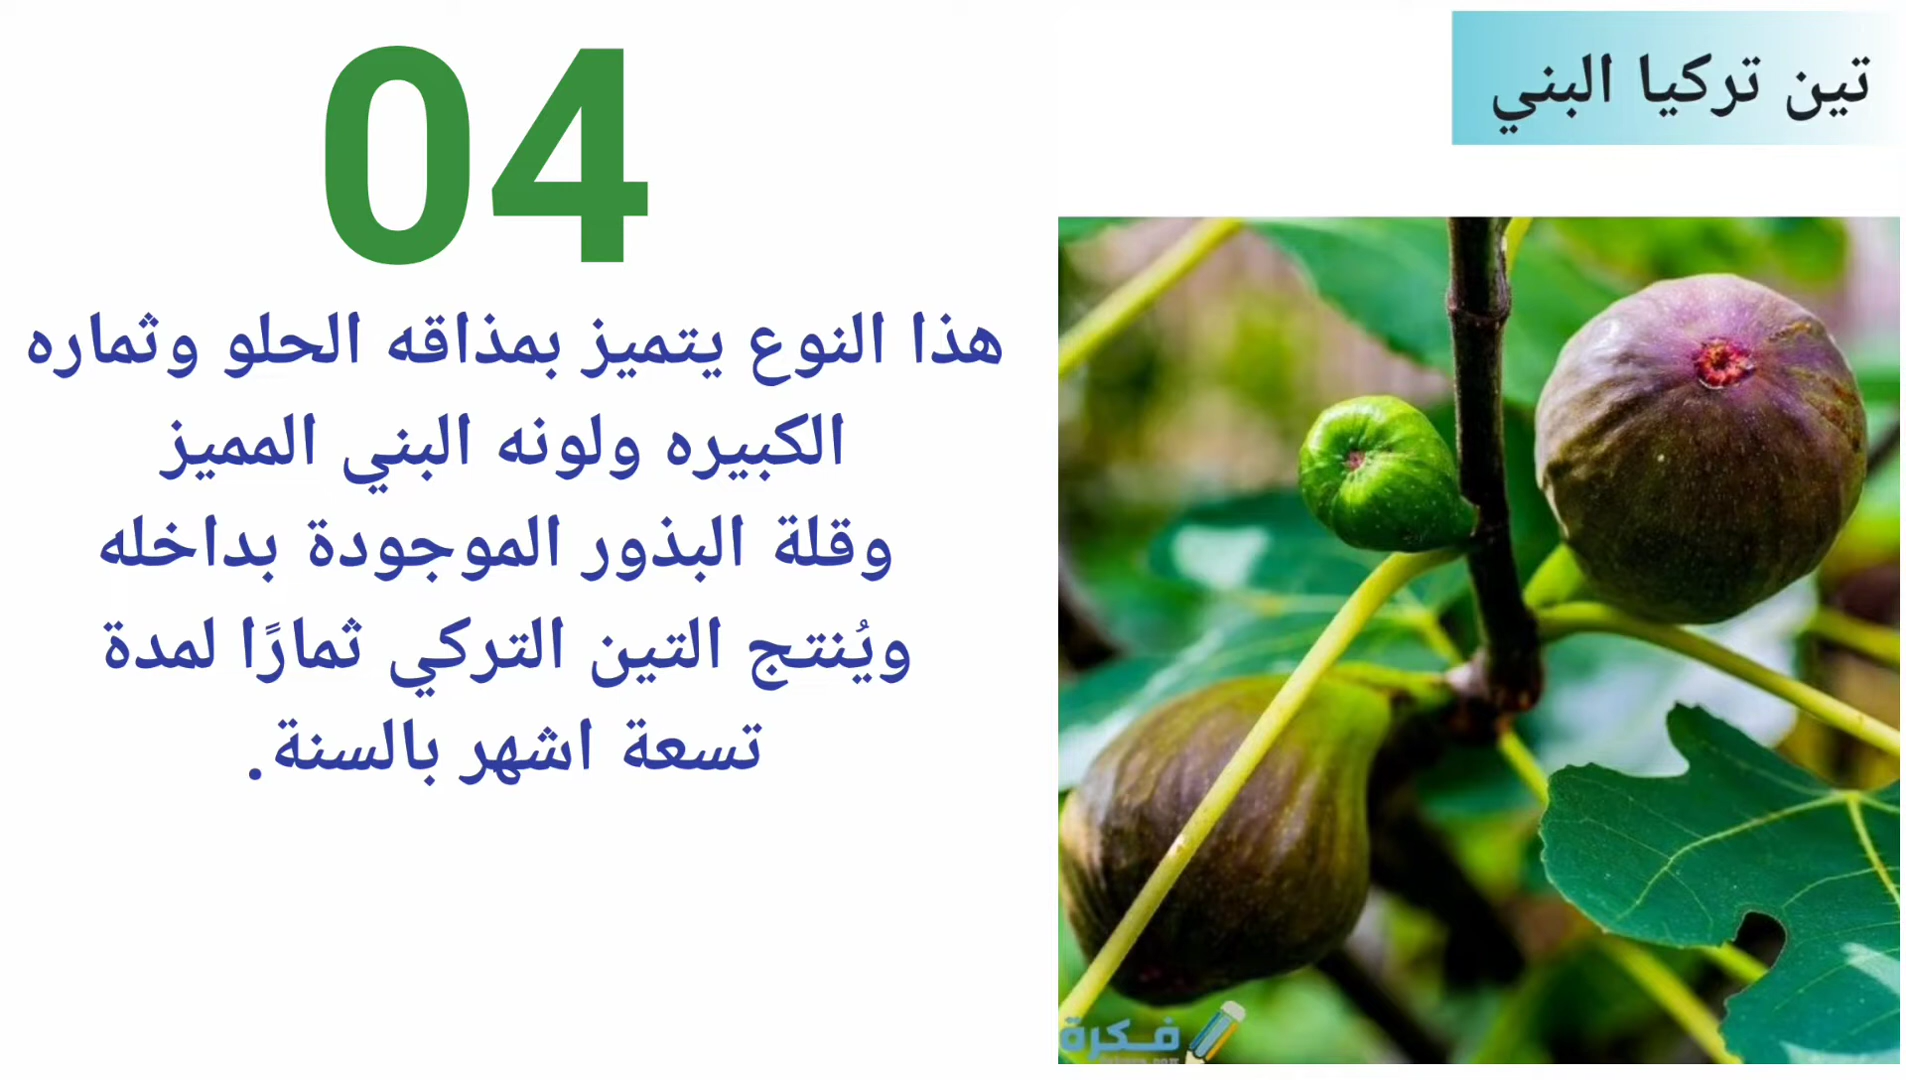 تين تركيا البني
04
هذا النوع يتميز بمذاقه الحلو وثماره
الكبيره ولونه البني المميز
وقلة البذور الموجودة بداخله
ويُنتج التين التركي ثمارًا لمدة
تسعة اشهر بالسنة.
فكرة